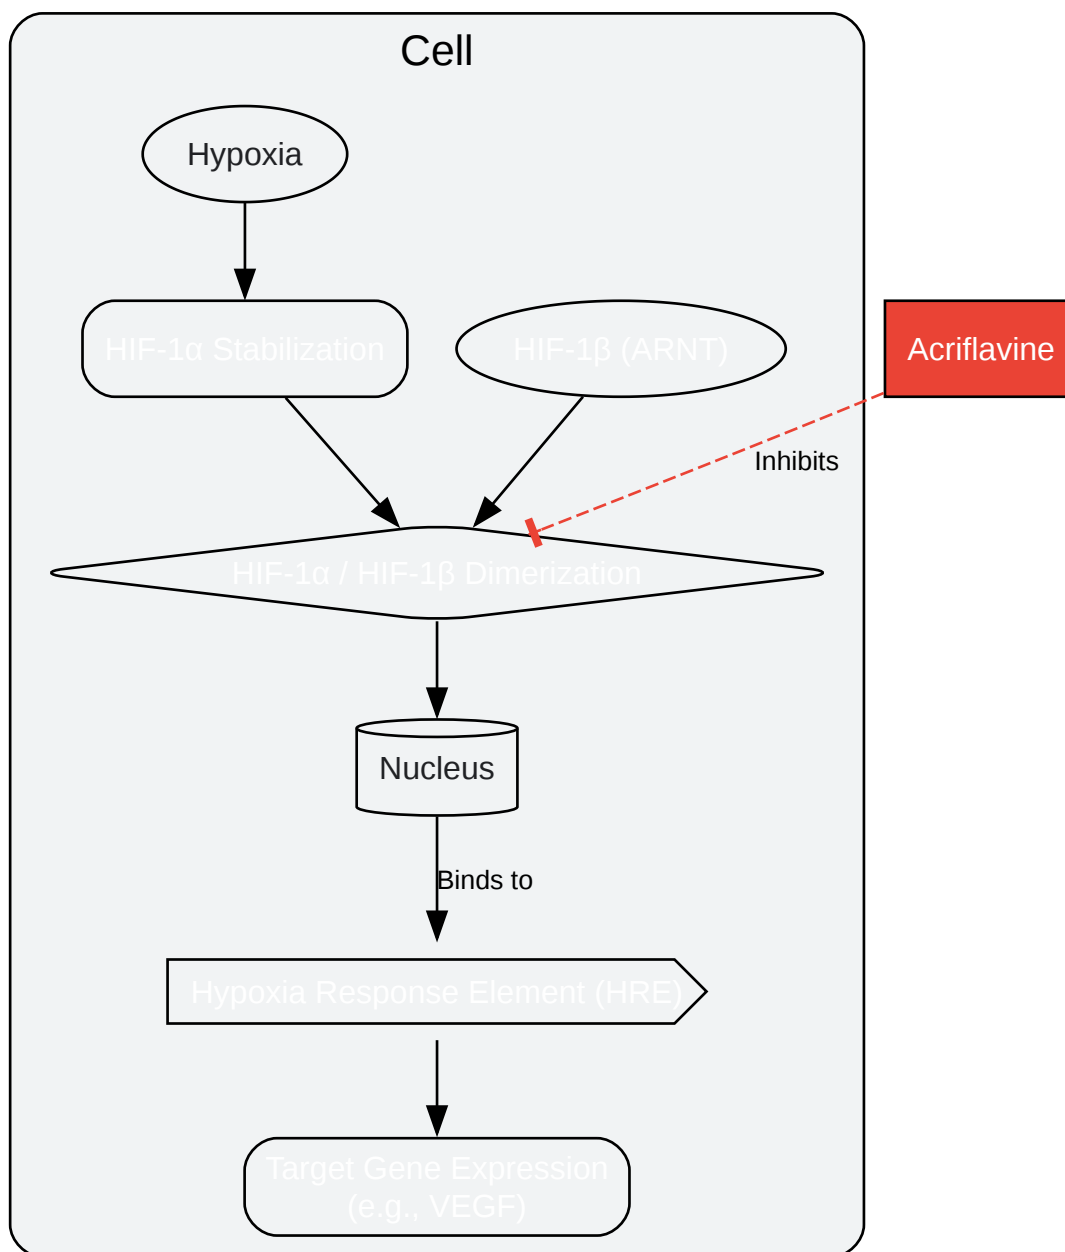 Cell
Hypoxia
HIF-1α Stabilization
HIF-1β (ARNT)
Acriflavine
Inhibits
HIF-1α / HIF-1β Dimerization
Nucleus
Binds to
Hypoxia Response Element (HRE)
Target Gene Expression
(e.g., VEGF)